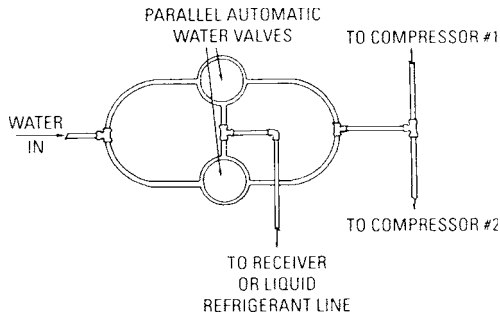 PARALLEL AUTOMATIC
WATER VALVES
TO COMPRESSOR #1
WATER
IN
TO COMPRESSOR #2
TO RECEIVER
OR LIQUID
REFRIGERANT LINE